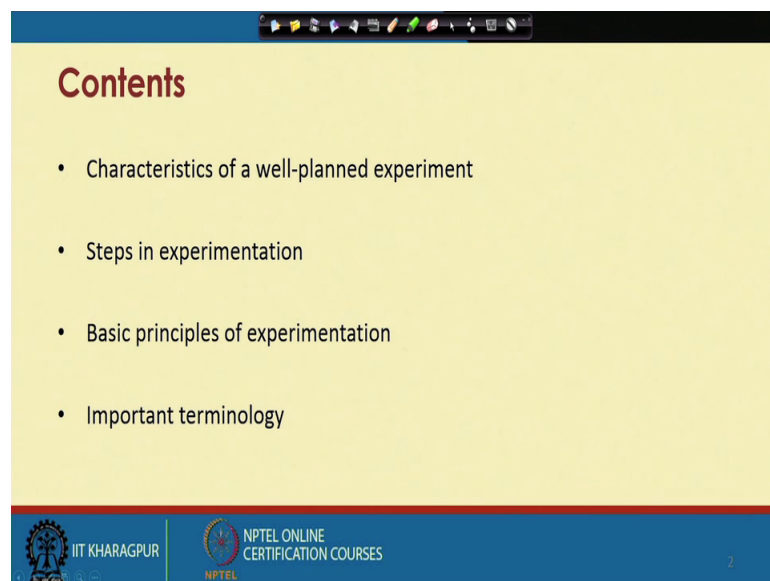 Contents
• Characteristics of a well-planned experiment
• Steps in experimentation
• Basic principles of experimentation
• Important terminology
IIT KHARAGPUR
NPTEL
NPTEL ONLINE
CERTIFICATION COURSES
2